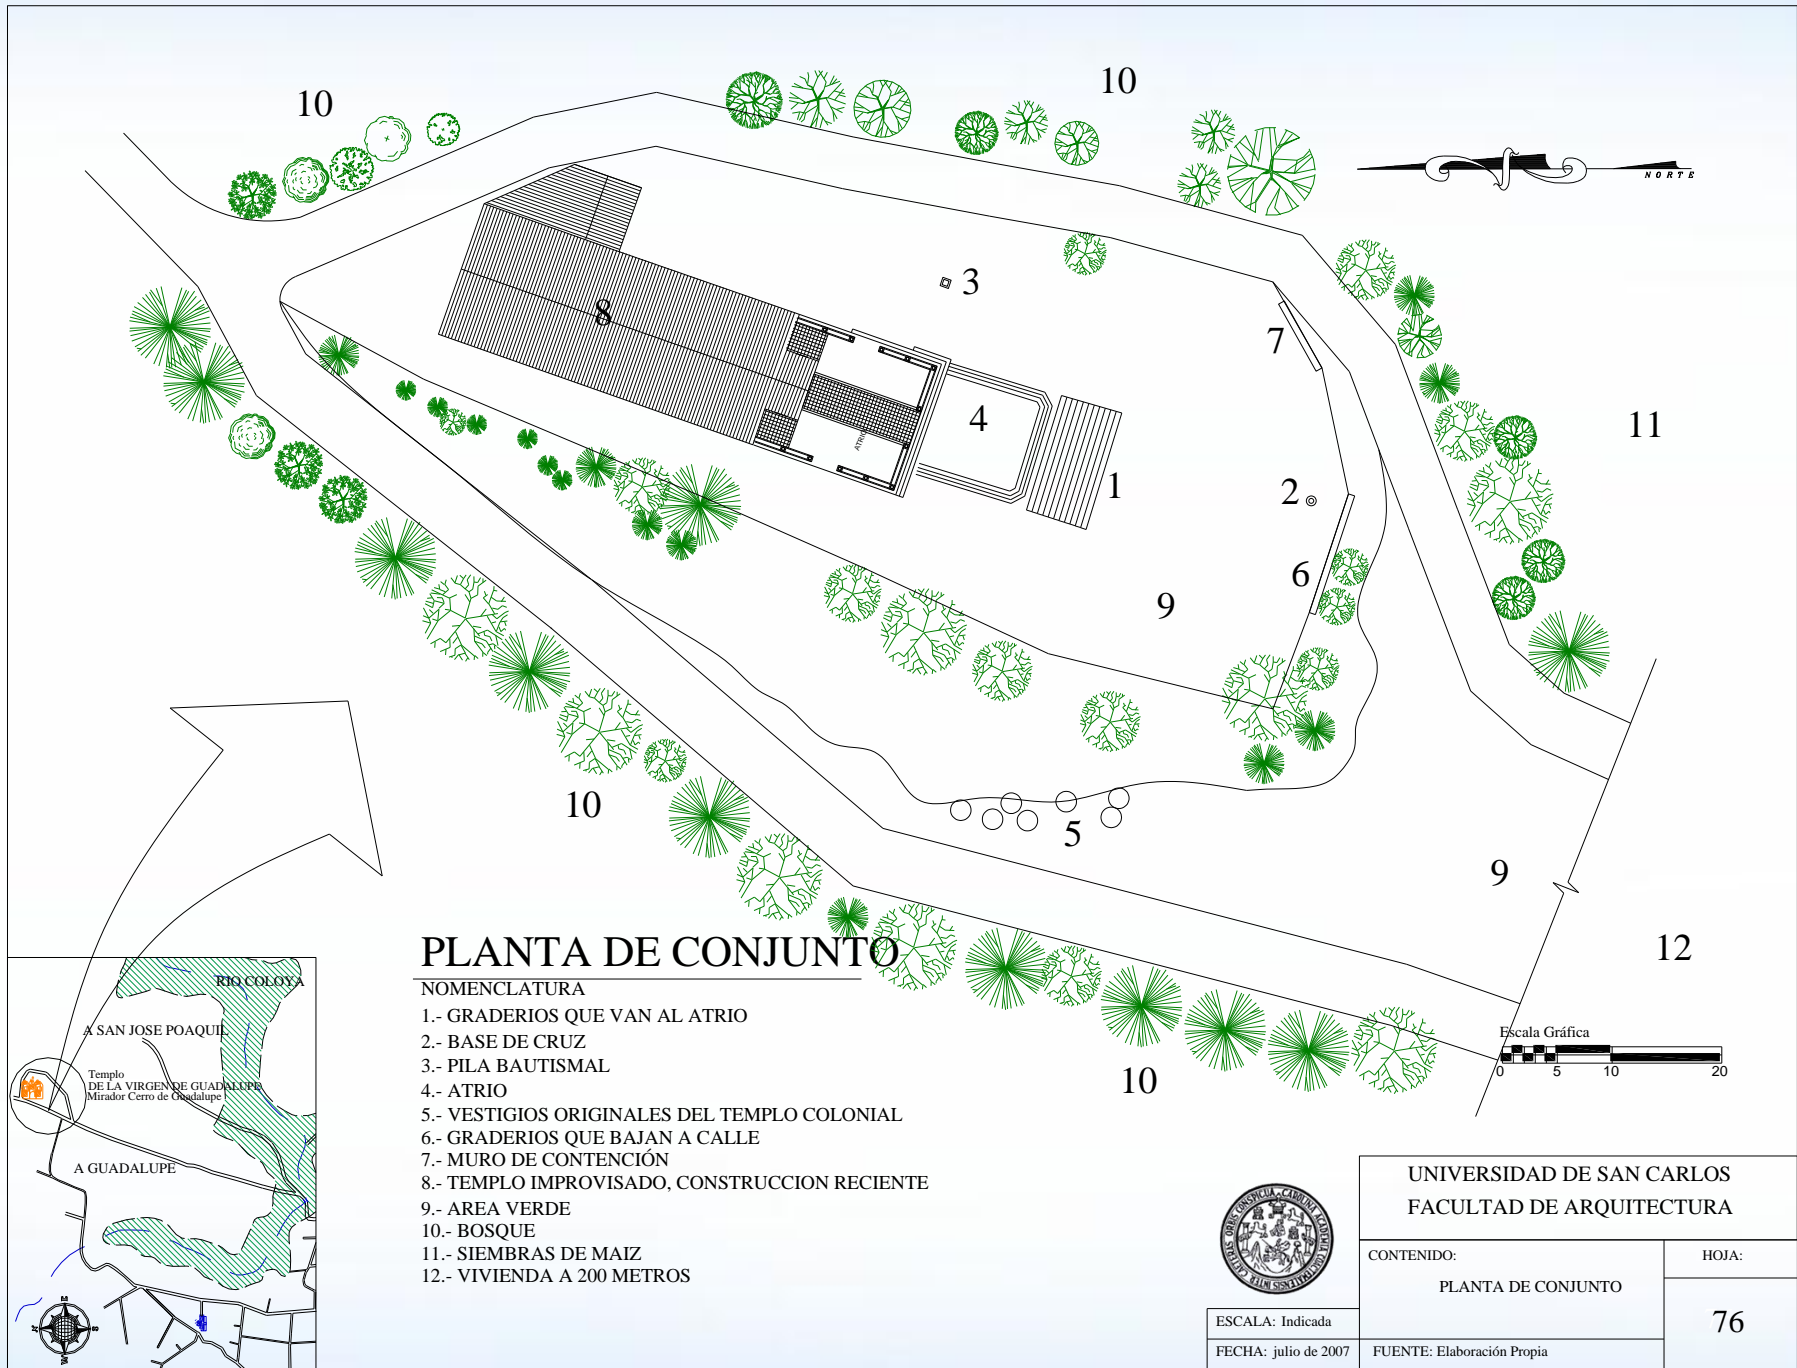 10
10
NORTE
3
8
7
4
ATRIO
11
1
2
6
9
10
5
9
12
10
PLANTA DE CONJUNTO
NOMENCLATURA
1.- GRADERIOS QUE VAN AL ATRIO
2.- BASE DE CRUZ
3.- PILA BAUTISMAL
4.- ATRIO
5.- VESTIGIOS ORIGINALES DEL TEMPLO COLONIAL
6.- GRADERIOS QUE BAJAN A CALLE
7.- MURO DE CONTENCIÓN
8.- TEMPLO IMPROVISADO, CONSTRUCCION RECIENTE
9.- AREA VERDE
10.- BOSQUE
11.- SIEMBRAS DE MAIZ
12.- VIVIENDA A 200 METROS
RIO COLOYA
A SAN JOSE POAQUIL
Templo
DE LA VIRGEN DE GUADALUPE
Mirador Cerro de Guadalupe
A GUADALUPE
Escala Gráfica
0 5 10 20
UNIVERSIDAD DE SAN CARLOS
FACULTAD DE ARQUITECTURA
CONTENIDO:
PLANTA DE CONJUNTO
HOJA:
76
ESCALA: Indicada
FECHA: julio de 2007
FUENTE: Elaboración Propia